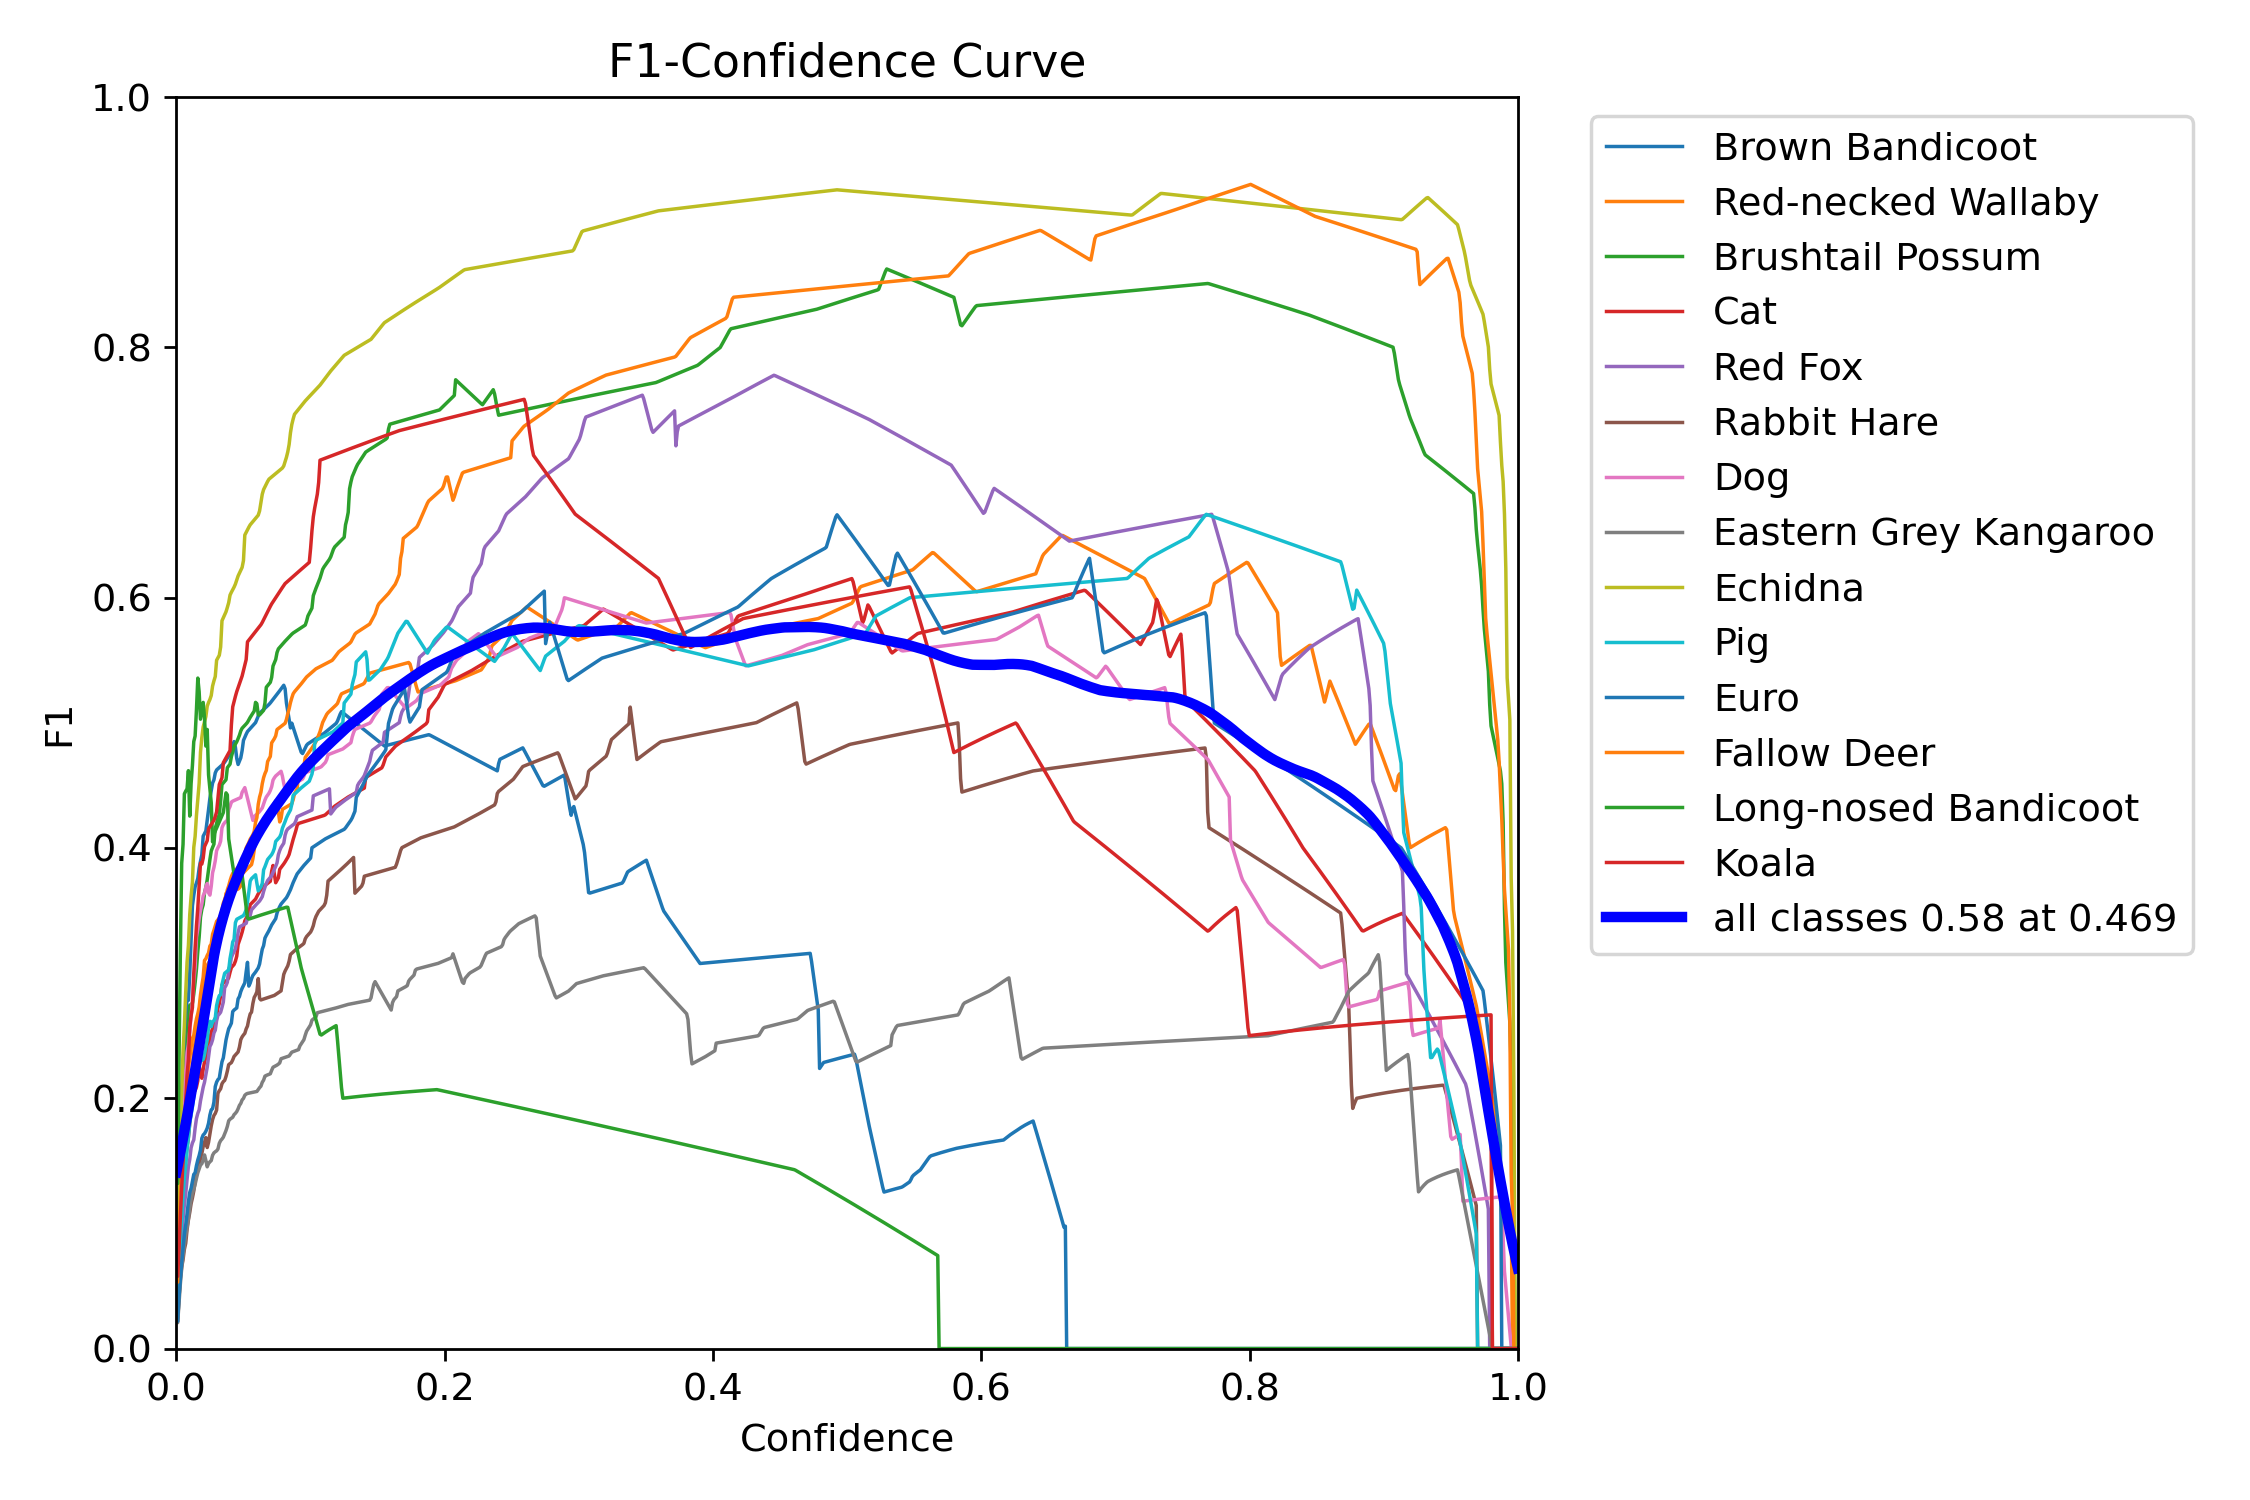 F1-Confidence Curve
1.0
0.8
0.6
0.4
0.2
0.0
F1
0.0 0.2 0.4 0.6 0.8 1.0
Confidence
Brown Bandicoot
Red-necked Wallaby
Brushtail Possum
Cat
Red Fox
Rabbit Hare
Dog
Eastern Grey Kangaroo
Echidna
Pig
Euro
Fallow Deer
Long-nosed Bandicoot
Koala
all classes 0.58 at 0.469